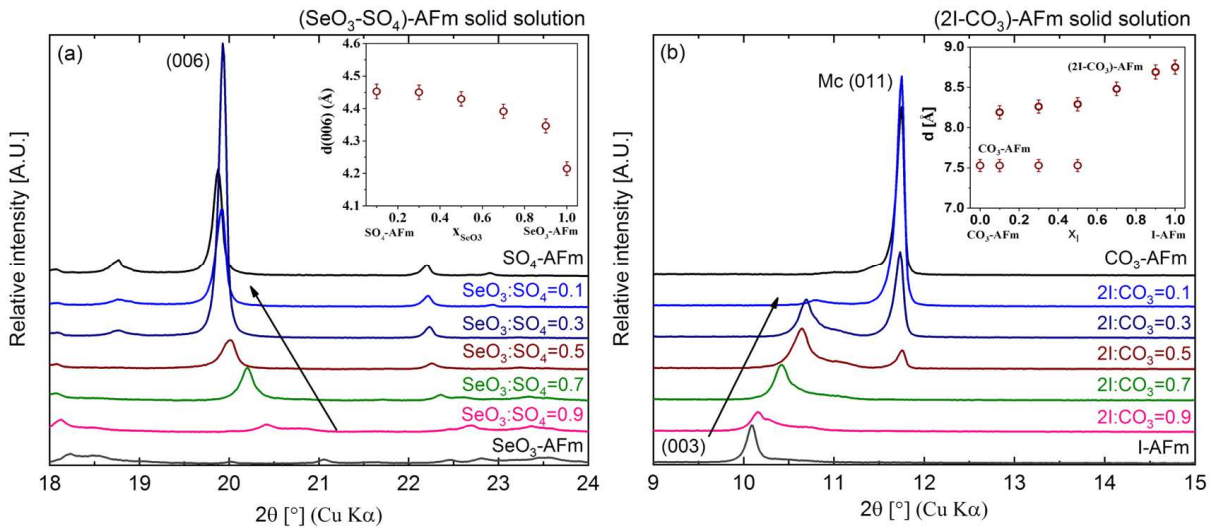 (SeO₃-SO₄)-AFm solid solution
(a)
(006)
Relative intensity [A.U.]
d(006) (Å)
4.6
4.5
4.4
4.3
4.2
4.1
0.2 0.4 0.6 0.8 1.0
SO₄-AFm X_SeO3 SeO₃-AFm
SO₄-AFm
SeO₃:SO₄=0.1
SeO₃:SO₄=0.3
SeO₃:SO₄=0.5
SeO₃:SO₄=0.7
SeO₃:SO₄=0.9
SeO₃-AFm
18 19 20 21 22 23 24
2θ [°] (Cu Kα)
(2I-CO₃)-AFm solid solution
(b)
Mc (011)
Relative intensity [A.U.]
d [Å]
9.0
8.5
8.0
7.5
7.0
(2I-CO₃)-AFm
CO₃-AFm
0.0 0.2 0.4 0.6 0.8 1.0
CO₃-AFm X_I I-AFm
CO₃-AFm
2I:CO₃=0.1
2I:CO₃=0.3
2I:CO₃=0.5
2I:CO₃=0.7
2I:CO₃=0.9
(003)
I-AFm
9 10 11 12 13 14 15
2θ [°] (Cu Kα)